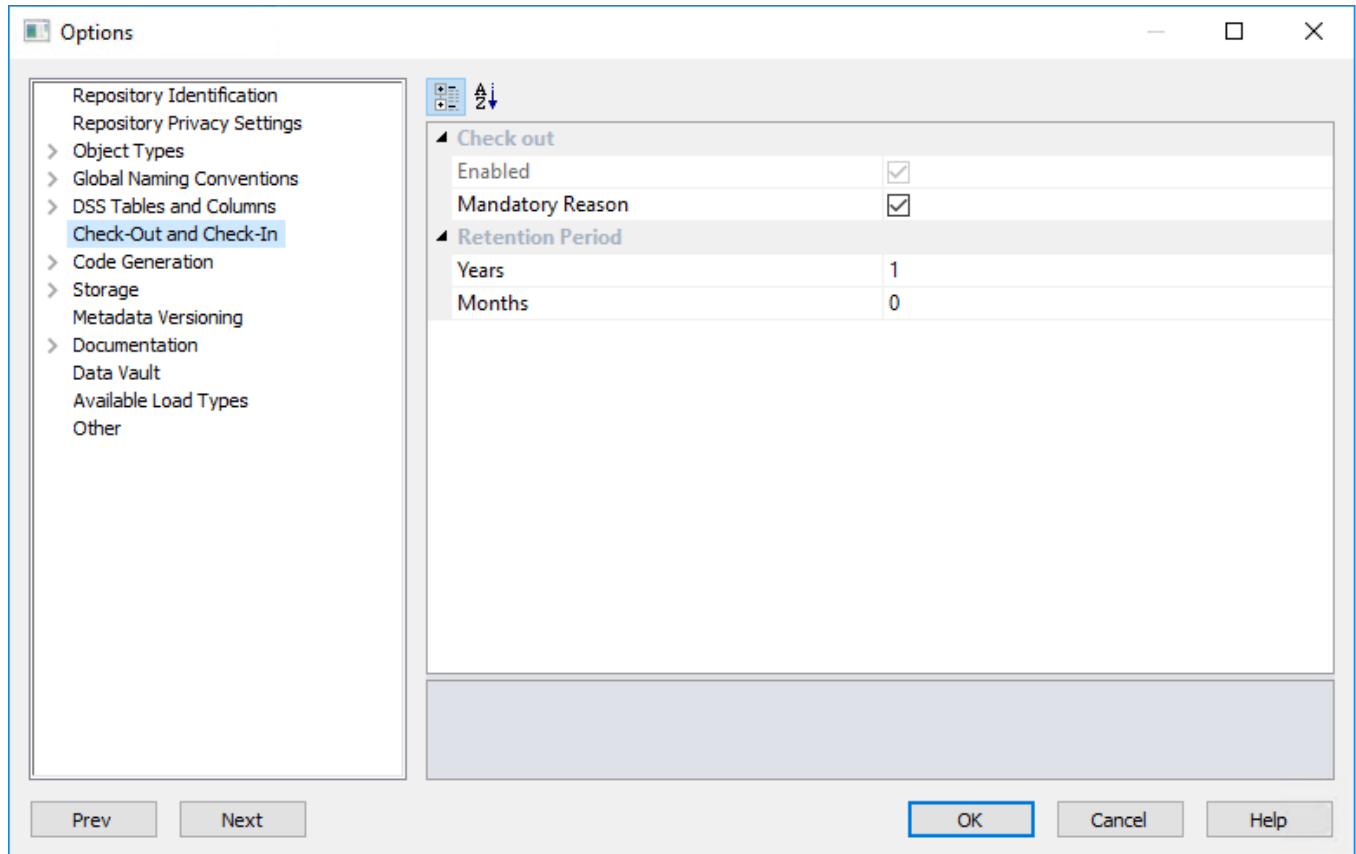 Options
Repository Identification
Repository Privacy Settings
Object Types
Global Naming Conventions
DSS Tables and Columns
Check-Out and Check-In
Code Generation
Storage
Metadata Versioning
Documentation
Data Vault
Available Load Types
Other
A
Z
Check out
Enabled
Mandatory Reason
Retention Period
Years 1
Months 0
Prev Next OK Cancel Help